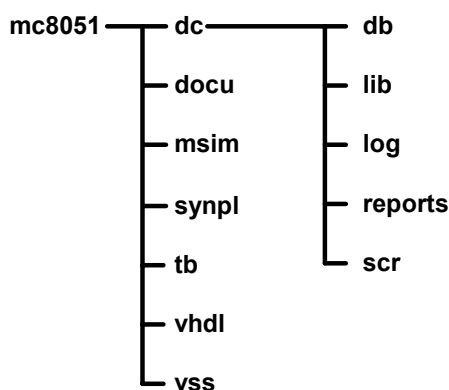 mc8051 dc db
docu lib
msim log
synpl reports
tb scr
vhdl
vss